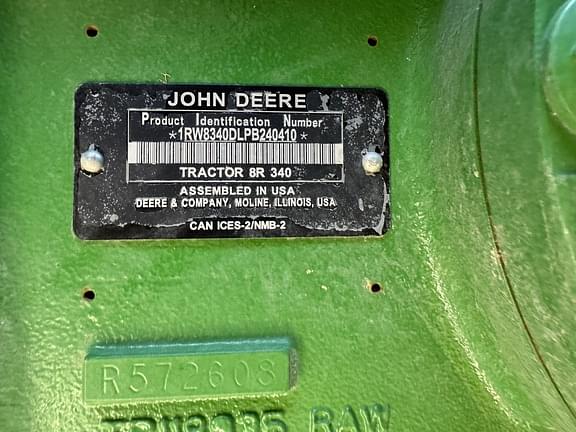 JOHN DEERE
Product Identification Number
*1RW8340DLPB240410*
TRACTOR 8R 340
ASSEMBLED IN USA
DEERE & COMPANY, MOLINE, ILLINOIS, USA
CAN ICES-2/NMB-2
R572608
RAW